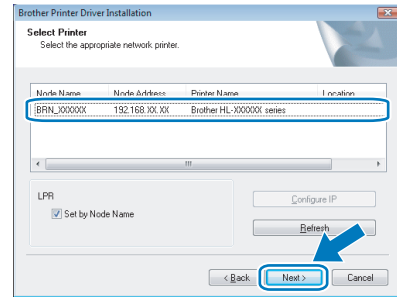 Brother Printer Driver Installation
Select Printer
Select the appropriate network printer.
Node Name Node Address Printer Name Location
BRN_XXXXXX 192.168.XX.XX Brother HL-XXXXXX series
LPR
Set by Node Name
Configure IP
Refresh
< Back Next > Cancel